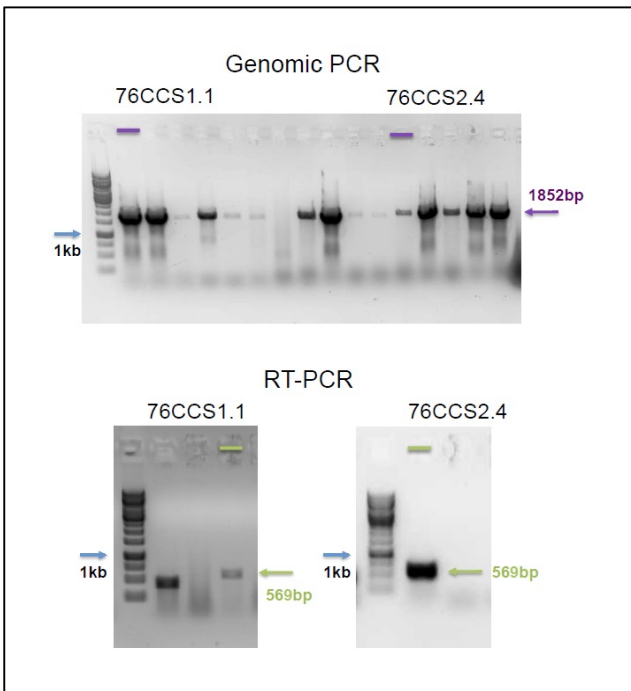 Genomic PCR
76CCS1.1 76CCS2.4
1852bp
1kb
RT-PCR
76CCS1.1 76CCS2.4
1kb
569bp
1kb
569bp